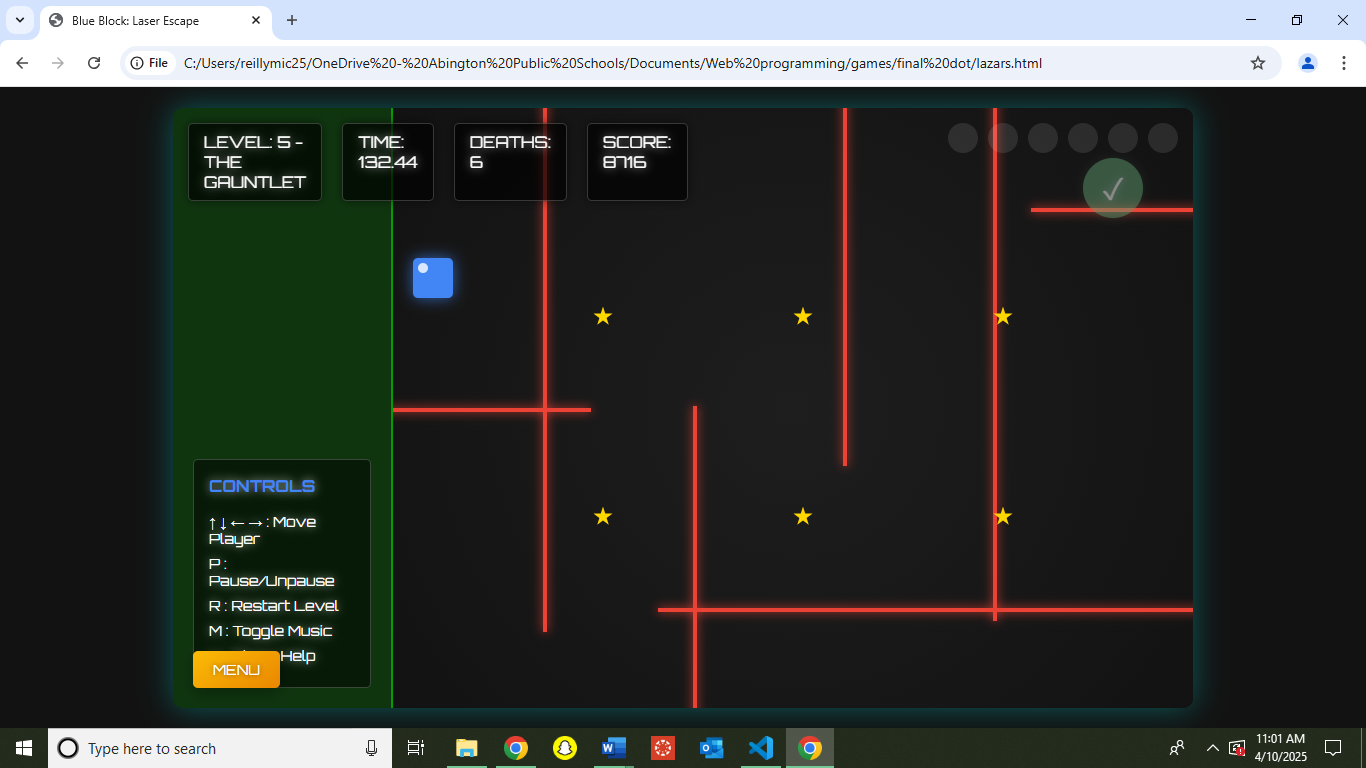 Blue Block: Laser Escape
File
C:/Users/reillymic25/OneDrive%20-%20Abington%20Public%20Schools/Documents/Web%20programming/games/final%20dot/lazars.html
LEVEL: 5 -
THE
GAUNTLET
TIME:
132.44
DEATHS:
6
SCORE:
8716
✓
CONTROLS
↑ ↓ ← → : Move
Player
P :
Pause/Unpause
R : Restart Level
M : Toggle Music
Help
MENU
Type here to search
11:01 AM
4/10/2025